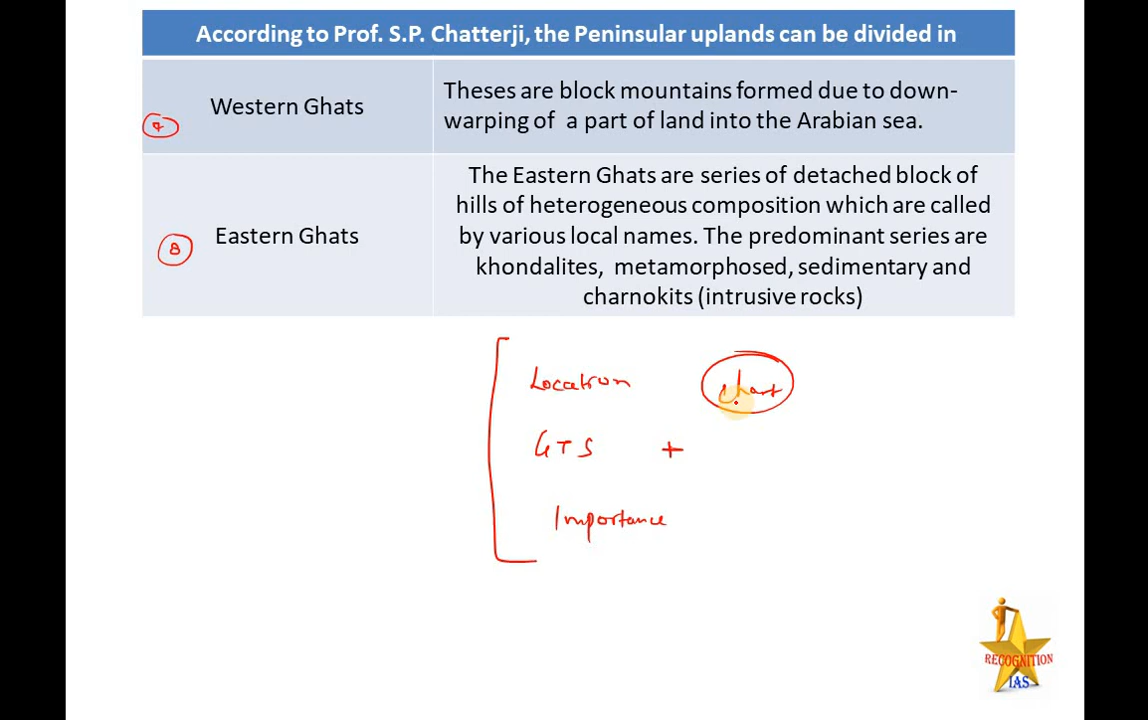 According to Prof. S.P. Chatterji, the Peninsular uplands can be divided in
Western Ghats
Theses are block mountains formed due to down-
warping of a part of land into the Arabian sea.
7
Eastern Ghats
The Eastern Ghats are series of detached block of
hills of heterogeneous composition which are called
by various local names. The predominant series are
khondalites, metamorphosed, sedimentary and
charnokits (intrusive rocks)
8
Location chart
GTS +
Importance
RECOGNITION
IAS